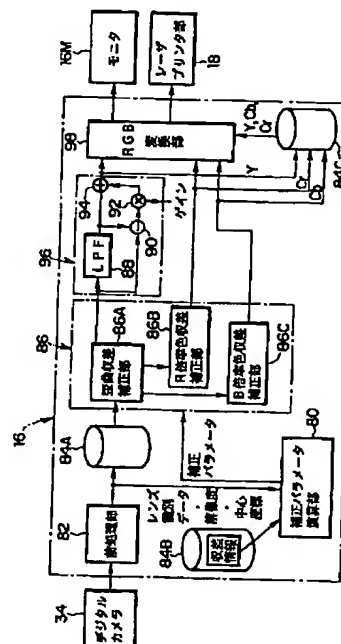 16
34
デジタル
カメラ
82
前処理部
84A
レンズ
識別
データ
・解像度・中心
座標
84B
収差
情報
80
補正パラメータ
演算部
補正
パラメータ
86
86A
歪曲収差
補正部
86B
R倍率色収差
補正部
86C
B倍率色収差
補正部
96
LPF
88
90
92
94
ゲイン
98
RGB
変換部
Y
Cr
Cb
Y, Cb,
Cr
84C
16M
モニタ
レーザ
プリンタ部
18